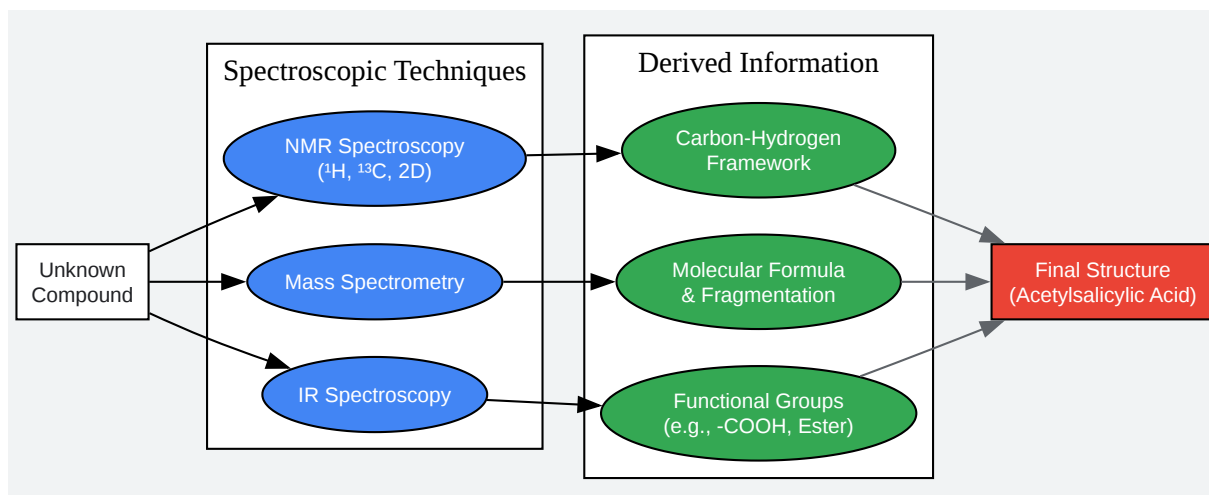 Spectroscopic Techniques
Derived Information
NMR Spectroscopy
(¹H, ¹³C, 2D)
Carbon-Hydrogen
Framework
Unknown
Compound
Mass Spectrometry
Molecular Formula
& Fragmentation
Final Structure
(Acetylsalicylic Acid)
IR Spectroscopy
Functional Groups
(e.g., -COOH, Ester)